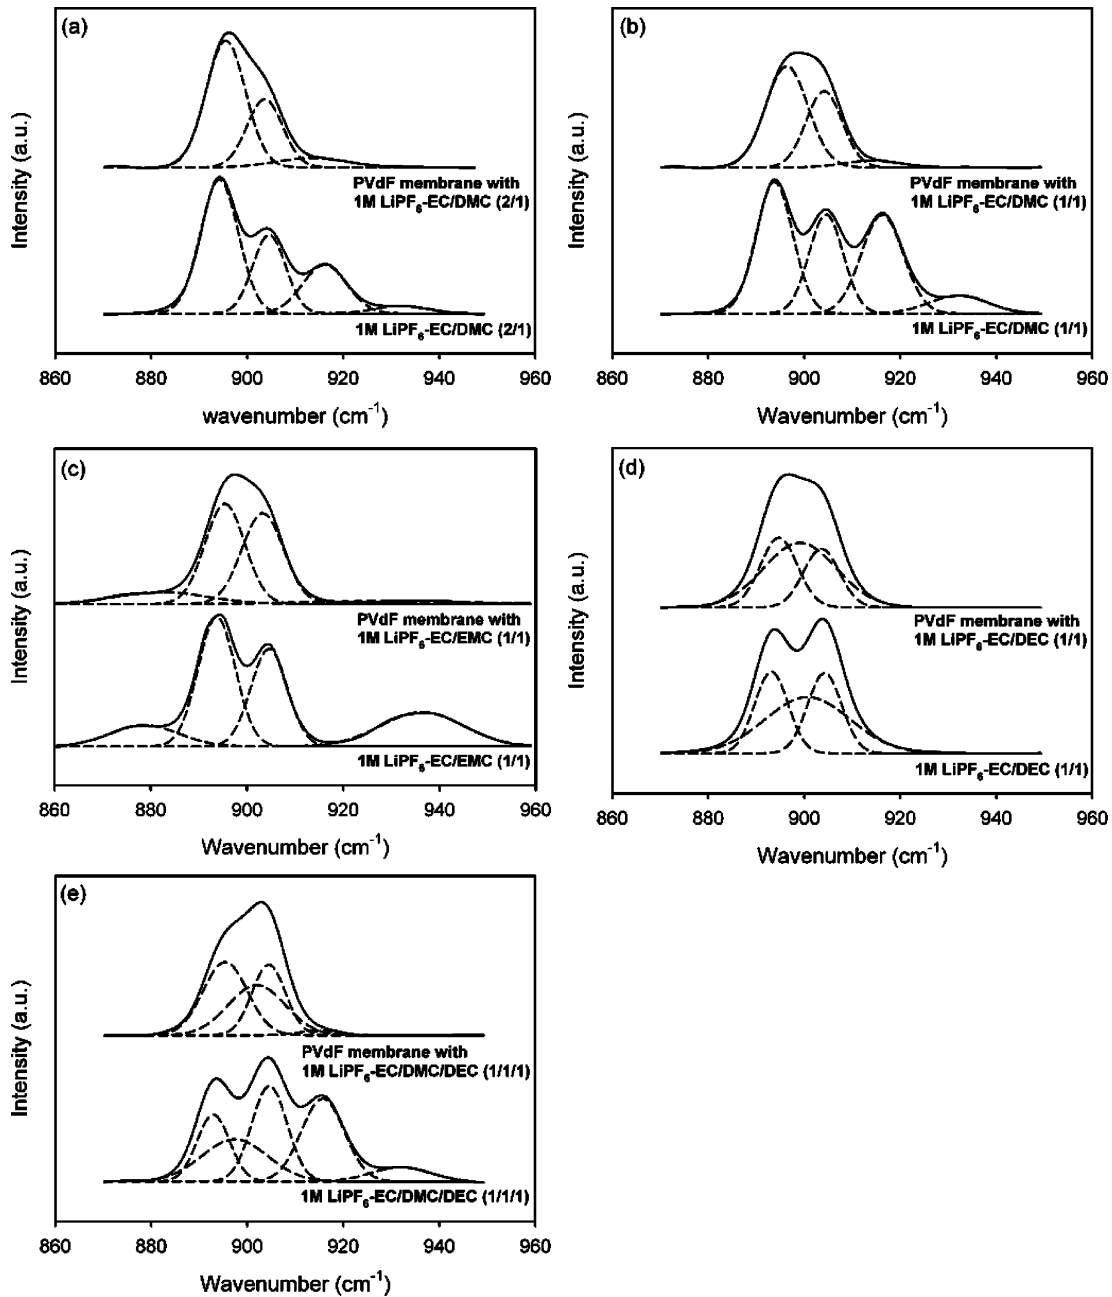 (a)
Intensity (a.u.)
PVdF membrane with
1M LiPF6-EC/DMC (2/1)
1M LiPF6-EC/DMC (2/1)
860 880 900 920 940 960
wavenumber (cm-1)
(b)
Intensity (a.u.)
PVdF membrane with
1M LiPF6-EC/DMC (1/1)
1M LiPF6-EC/DMC (1/1)
860 880 900 920 940 960
Wavenumber (cm-1)
(c)
Intensity (a.u.)
PVdF membrane with
1M LiPF6-EC/EMC (1/1)
1M LiPF6-EC/EMC (1/1)
860 880 900 920 940 960
Wavenumber (cm-1)
(d)
Intensity (a.u.)
PVdF membrane with
1M LiPF6-EC/DEC (1/1)
1M LiPF6-EC/DEC (1/1)
860 880 900 920 940 960
Wavenumber (cm-1)
(e)
Intensity (a.u.)
PVdF membrane with
1M LiPF6-EC/DMC/DEC (1/1/1)
1M LiPF6-EC/DMC/DEC (1/1/1)
860 880 900 920 940 960
Wavenumber (cm-1)